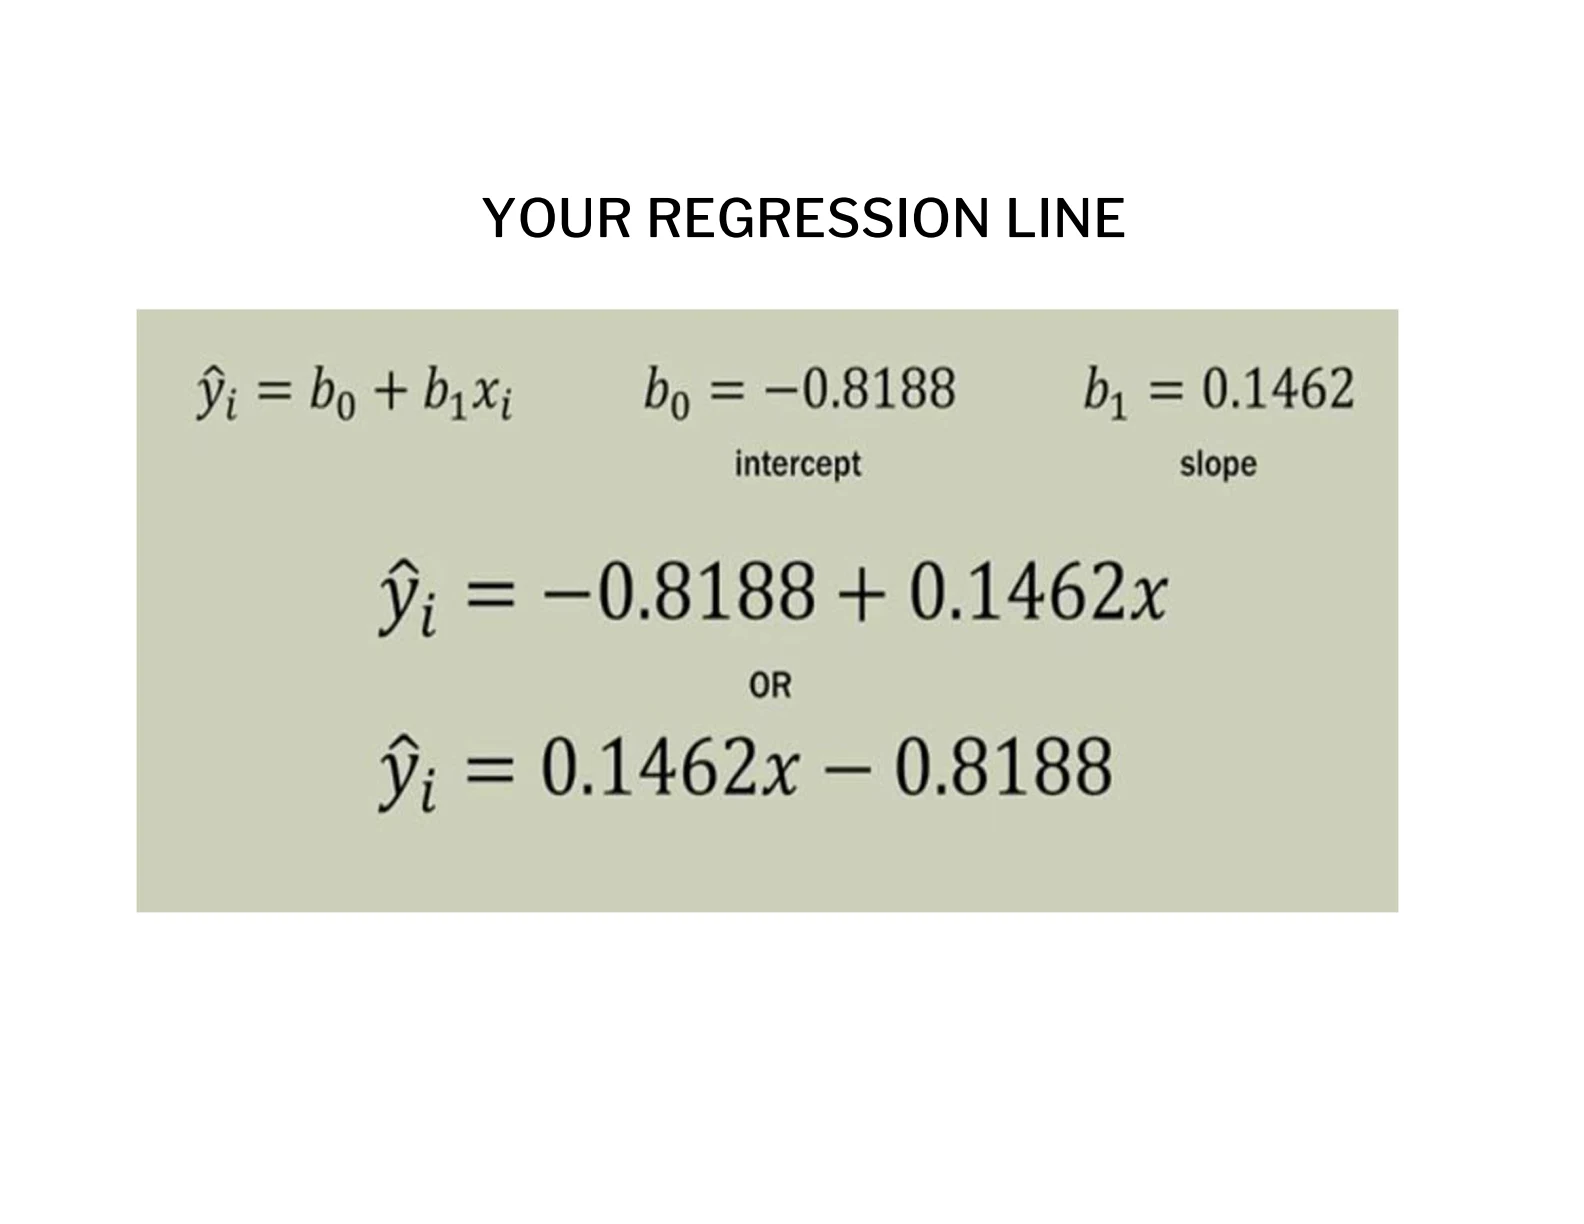 YOUR REGRESSION LINE
ŷᵢ = b₀ + b₁xᵢ b₀ = −0.8188 b₁ = 0.1462
intercept slope
ŷᵢ = −0.8188 + 0.1462x
OR
ŷᵢ = 0.1462x − 0.8188